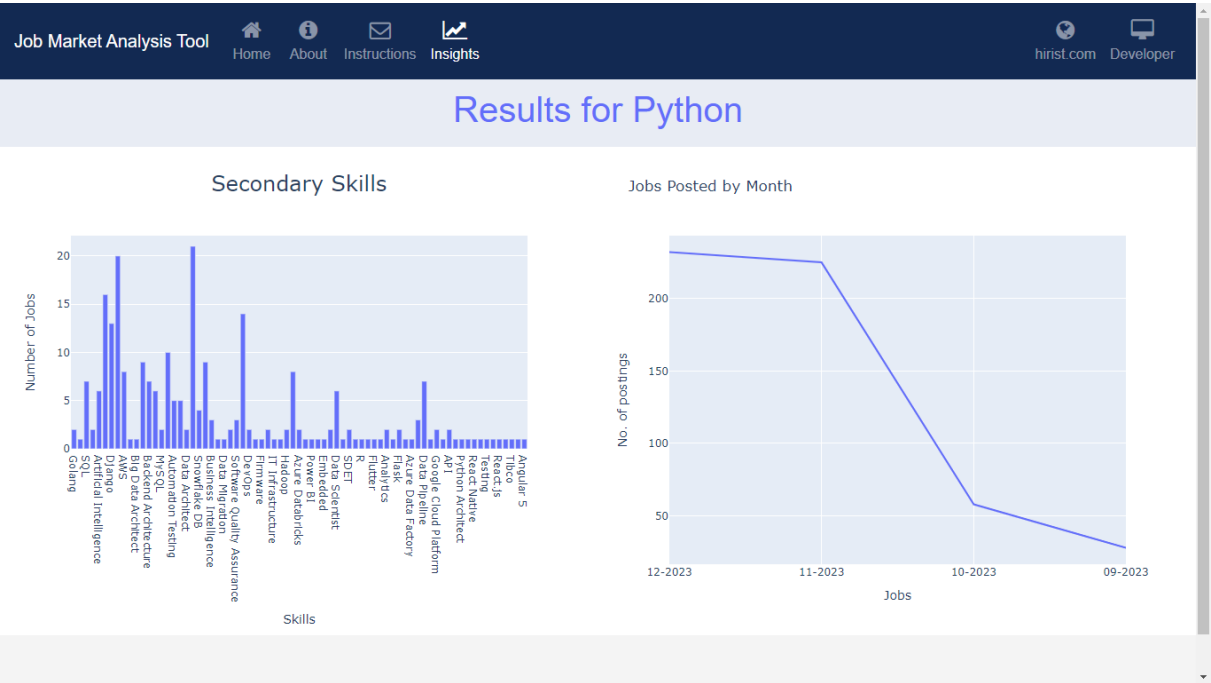 Job Market Analysis Tool
Home
About
Instructions
Insights
hirist.com
Developer
Results for Python
Secondary Skills
Number of Jobs
20
15
10
5
0
Golang
SQL
Artificial Intelligence
Django
AWS
Big Data Architect
Backend Architecture
MySQL
Automation Testing
Data Architect
Snowflake DB
Business Intelligence
Data Migration
Software Quality Assurance
DevOps
Firmware
IT Infrastructure
Hadoop
Azure Databricks
Power BI
Embedded
Data Scientist
SDET
R
Flutter
Analytics
Flask
Azure Data Factory
Data Pipeline
Google Cloud Platform
API
Python Architect
React Native
Testing
React.js
Tibco
Angular 5
Skills
Jobs Posted by Month
No. of postings
200
150
100
50
12-2023
11-2023
10-2023
09-2023
Jobs